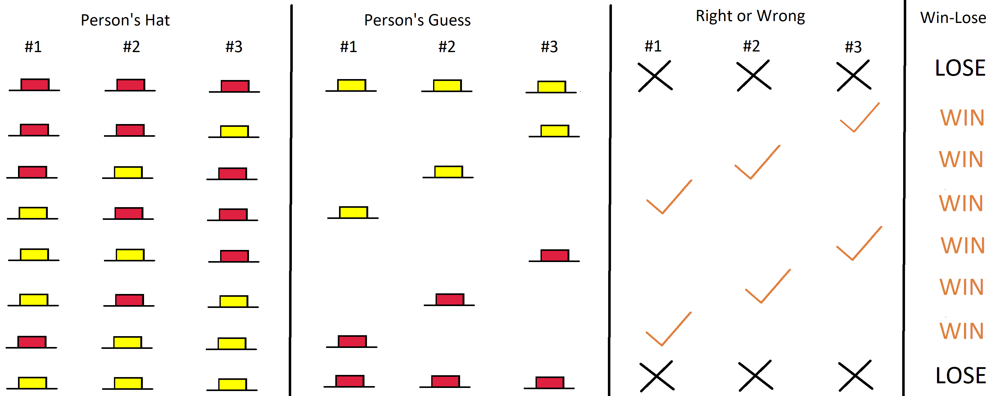 Person's Hat
Person's Guess
Right or Wrong
Win-Lose
#1 #2 #3
#1 #2 #3
#1 #2 #3
LOSE
WIN
WIN
WIN
WIN
WIN
WIN
LOSE